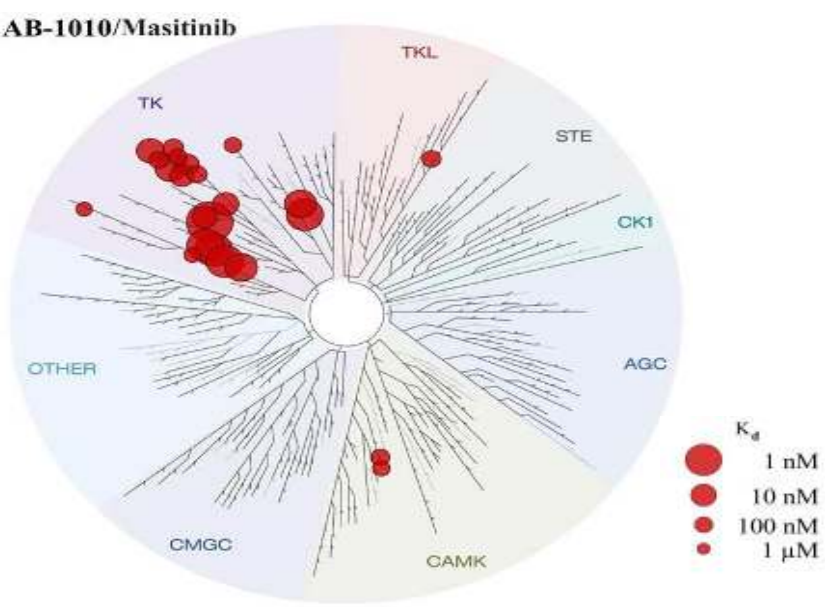 AB-1010/Masitinib
TKL
TK
STE
CK1
OTHER
AGC
CMGC
CAMK
Kd
1 nM
10 nM
100 nM
1 μM